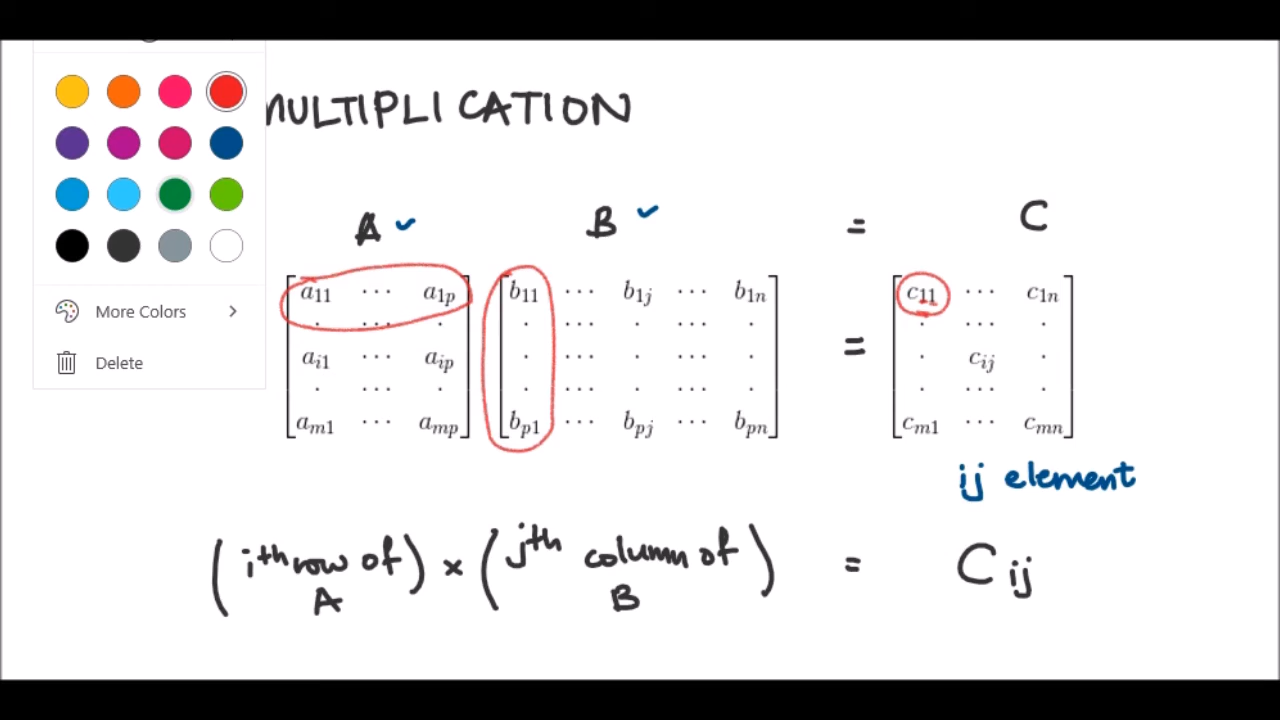 MULTIPLICATION
A ✓ B ✓ = C
a11 ··· a1p b11 ··· b1j ··· b1n c11 ··· c1n
. ··· . . ··· . ··· . . ··· .
ai1 ··· aip . ··· . ··· . = . cij .
. ··· . . ··· . ··· . . ··· .
am1 ··· amp bp1 ··· bpj ··· bpn cm1 ··· cmn
More Colors
Delete
ij element
(ith row of A) × (jth column of B) = Cij